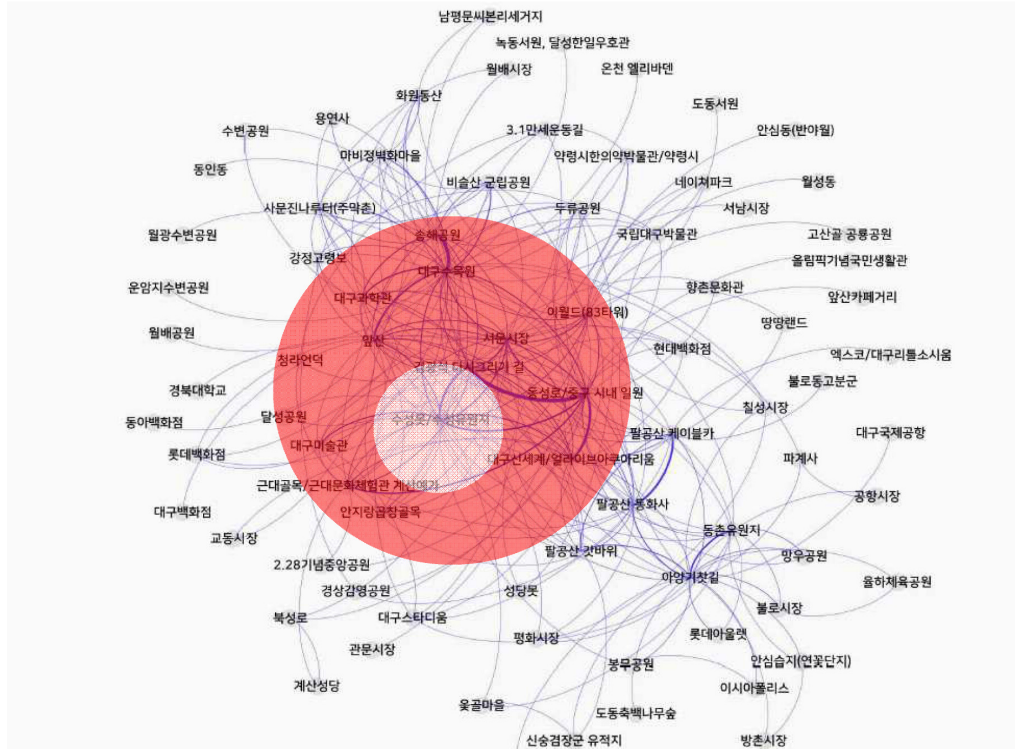 남평문씨본리세거지
녹동서원, 달성한일우호관
월배시장
온천 엘리바덴
화원동산
도동서원
용연사
수변공원
3.1만세운동길
안심동(반야월)
마비정벽화마을
약령시한의약박물관/약령시
동인동
비슬산 군립공원
네이쳐파크
월성동
사문진나루터(주막촌)
두류공원
서남시장
월광수변공원
송해공원
국립대구박물관
고산골 공룡공원
강정고령보
대구수목원
올림픽기념국민생활관
운암지수변공원
대구과학관
향촌문화관
앞산카페거리
이월드(83타워)
땅땅랜드
월배공원
앞산
서문시장
현대백화점
청라언덕
엑스코/대구리틀소시움
김광석 다시그리기 길
경북대학교
동성로/중구 시내 일원
불로동고분군
칠성시장
달성공원
동아백화점
수성못/수성유원지
팔공산 케이블카
대구국제공항
대구미술관
롯데백화점
대구신세계/얼라이브아쿠아리움
파계사
근대골목/근대문화체험관 계산예가
공항시장
대구백화점
안지랑곱창골목
팔공산 동화사
교동시장
동촌유원지
팔공산 갓바위
망우공원
2.28기념중앙공원
아양기찻길
율하체육공원
경상감영공원
성당못
북성로
대구스타디움
불로시장
평화시장
롯데아울렛
관문시장
봉무공원
안심습지(연꽃단지)
계산성당
이시아폴리스
옻골마을
도동측백나무숲
신숭겸장군 유적지
방촌시장